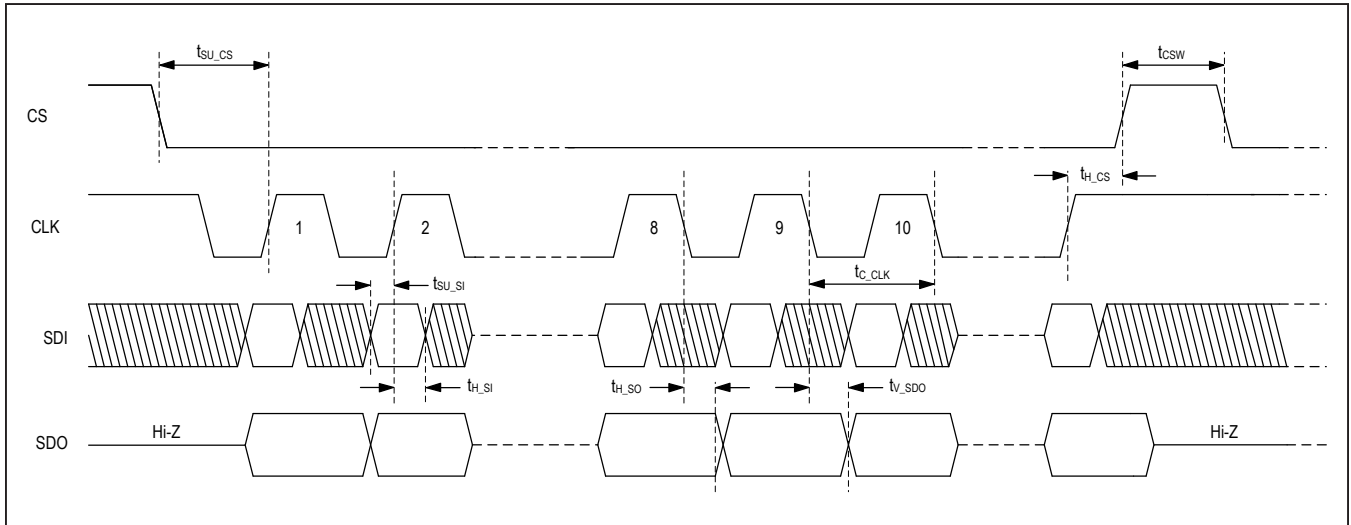 tSU_CS
tCSW
CS
tH_CS
CLK
1
2
8
9
10
tSU_SI
tC_CLK
SDI
tH_SI
tH_SO
tV_SDO
SDO
Hi-Z
Hi-Z